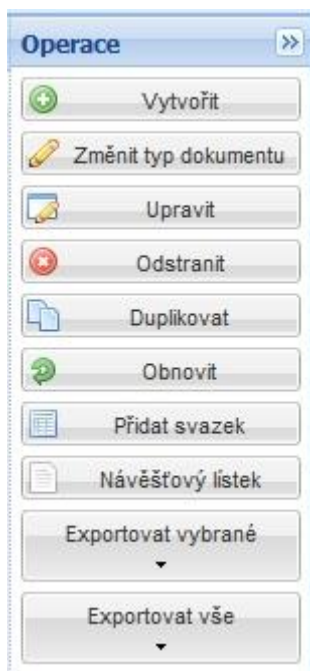 Operace
Vytvořit
Změnit typ dokumentu
Upravit
Odstranit
Duplikovat
Obnovit
Přidat svazek
Návěšťový lístek
Exportovat vybrané
Exportovat vše